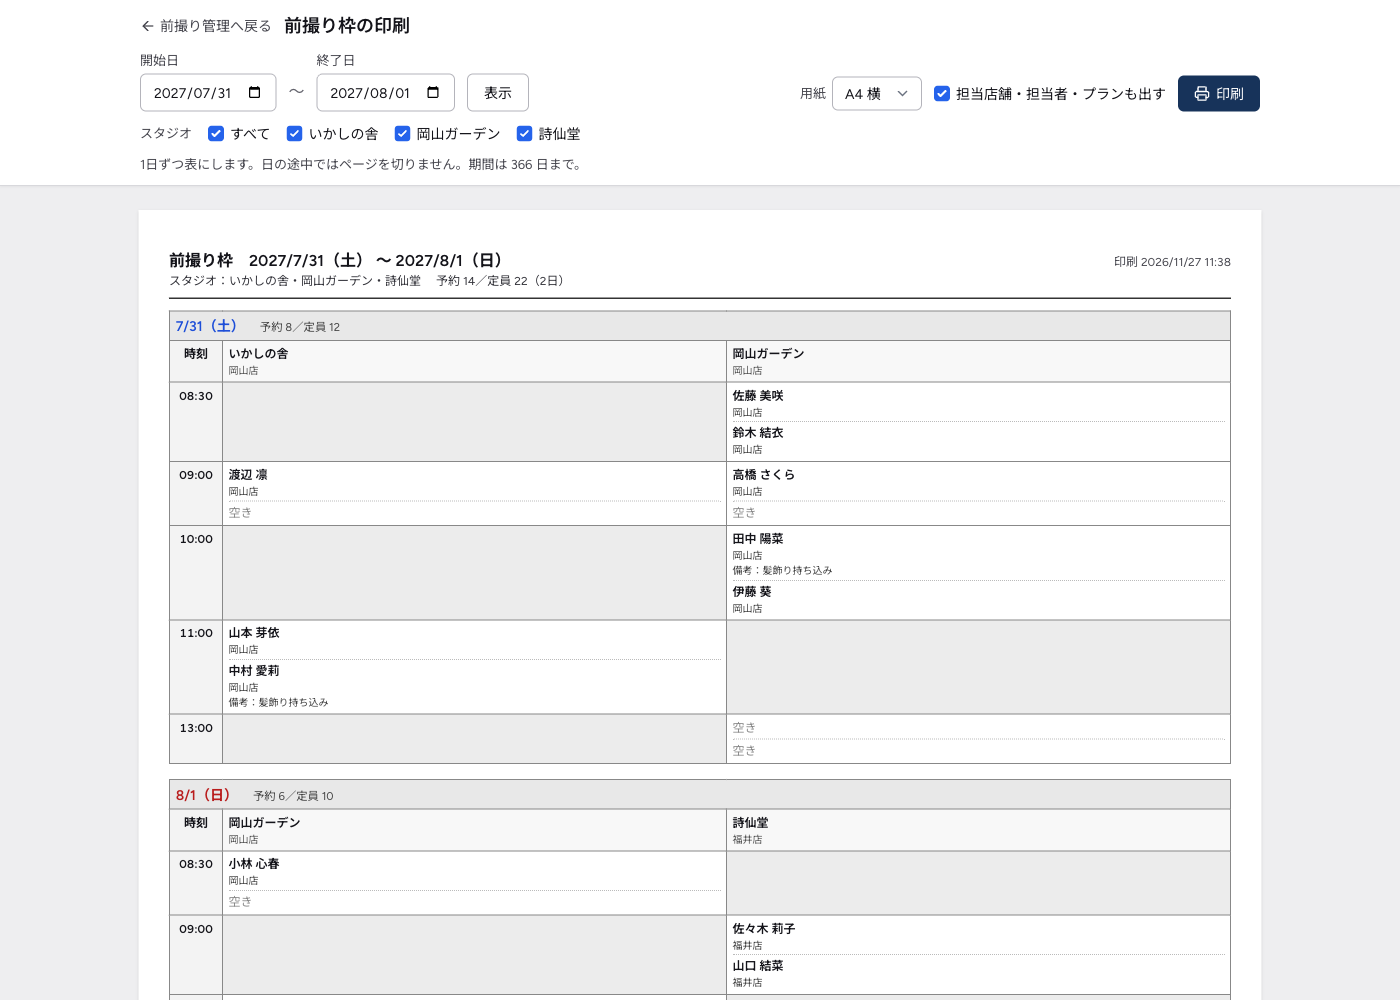 ← 前撮り管理へ戻る 前撮り枠の印刷
開始日 終了日
2027/07/31 〜 2027/08/01 表示 用紙 A4 横 担当店舗・担当者・プランも出す 印刷
スタジオ すべて いかしの舎 岡山ガーデン 詩仙堂
1日ずつ表にします。日の途中ではページを切りません。期間は 366 日まで。
前撮り枠 2027/7/31（土）〜 2027/8/1（日） 印刷 2026/11/27 11:38
スタジオ：いかしの舎・岡山ガーデン・詩仙堂 予約 14／定員 22（2日）
7/31（土） 予約 8／定員 12
時刻 いかしの舎 岡山ガーデン
岡山店 岡山店
08:30 佐藤 美咲
岡山店
鈴木 結衣
岡山店
09:00 渡辺 凛 高橋 さくら
岡山店 岡山店
空き 空き
10:00 田中 陽菜
岡山店
備考：髪飾り持ち込み
伊藤 葵
岡山店
11:00 山本 芽依
岡山店
中村 愛莉
岡山店
備考：髪飾り持ち込み
13:00 空き
空き
8/1（日） 予約 6／定員 10
時刻 岡山ガーデン 詩仙堂
岡山店 福井店
08:30 小林 心春
岡山店
空き
09:00 佐々木 莉子
福井店
山口 結菜
福井店